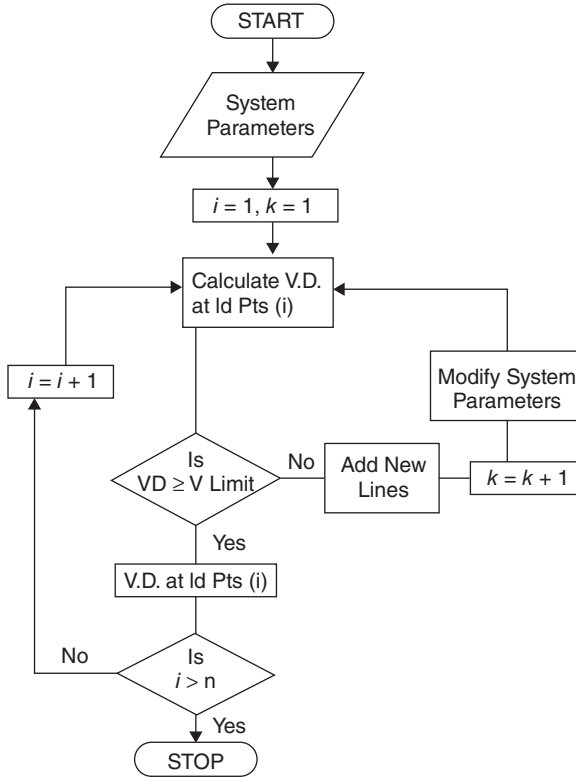 START
System
Parameters
i = 1, k = 1
Calculate V.D.
at ld Pts (i)
i = i + 1
Modify System
Parameters
Is
VD ≥ V Limit
No
Add New
Lines
k = k + 1
Yes
V.D. at ld Pts (i)
No
Is
i > n
Yes
STOP